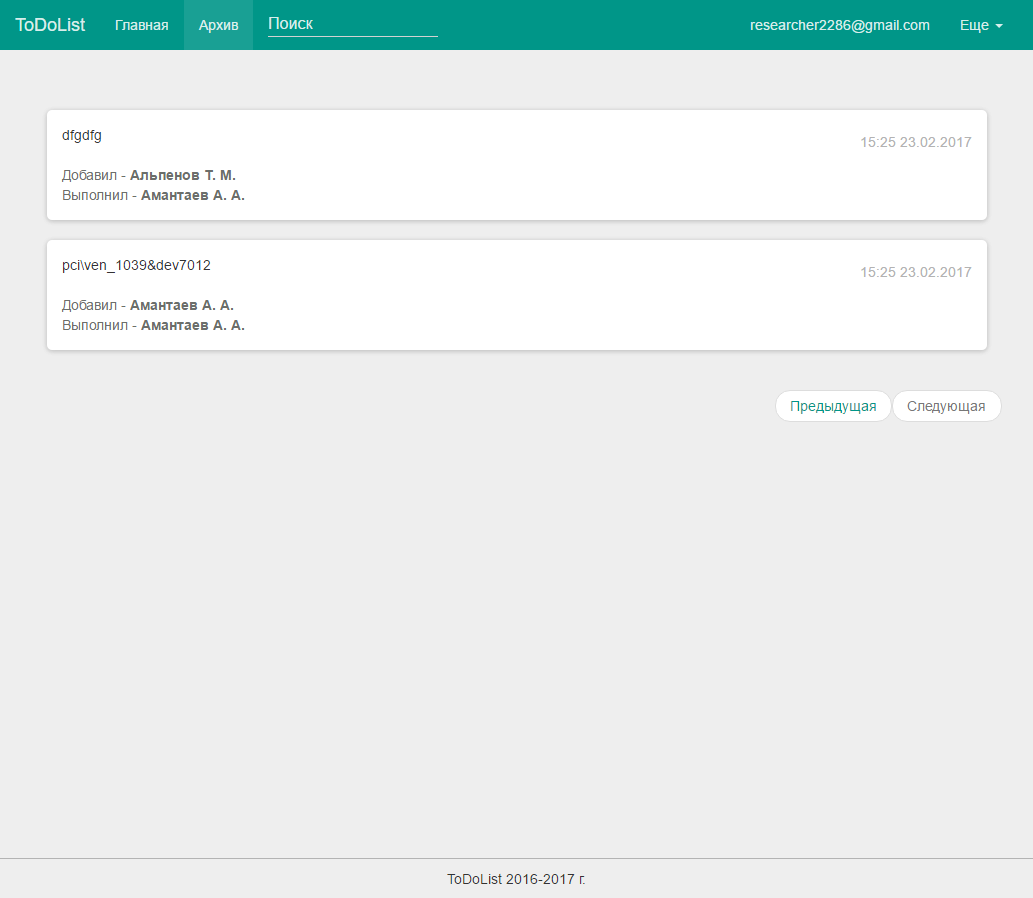 ToDoList Главная Архив Поиск researcher2286@gmail.com Еще
dfgdfg
15:25 23.02.2017
Добавил - Альпенов Т. М.
Выполнил - Амантаев А. А.
pci\ven_1039&dev7012
15:25 23.02.2017
Добавил - Амантаев А. А.
Выполнил - Амантаев А. А.
Предыдущая Следующая
ToDoList 2016-2017 г.